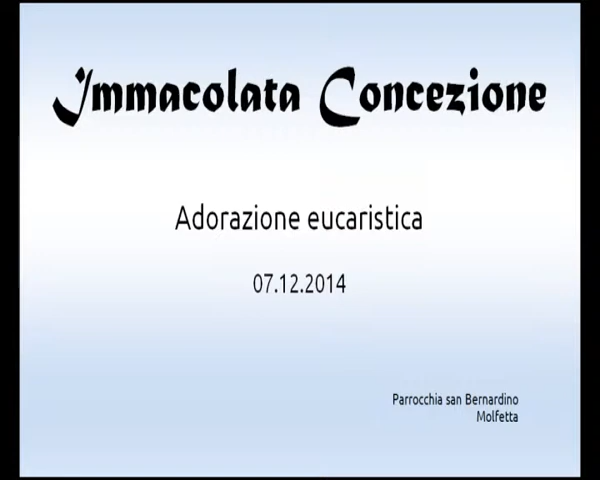 Immacolata Concezione
Adorazione eucaristica
07.12.2014
Parrocchia san Bernardino
Molfetta